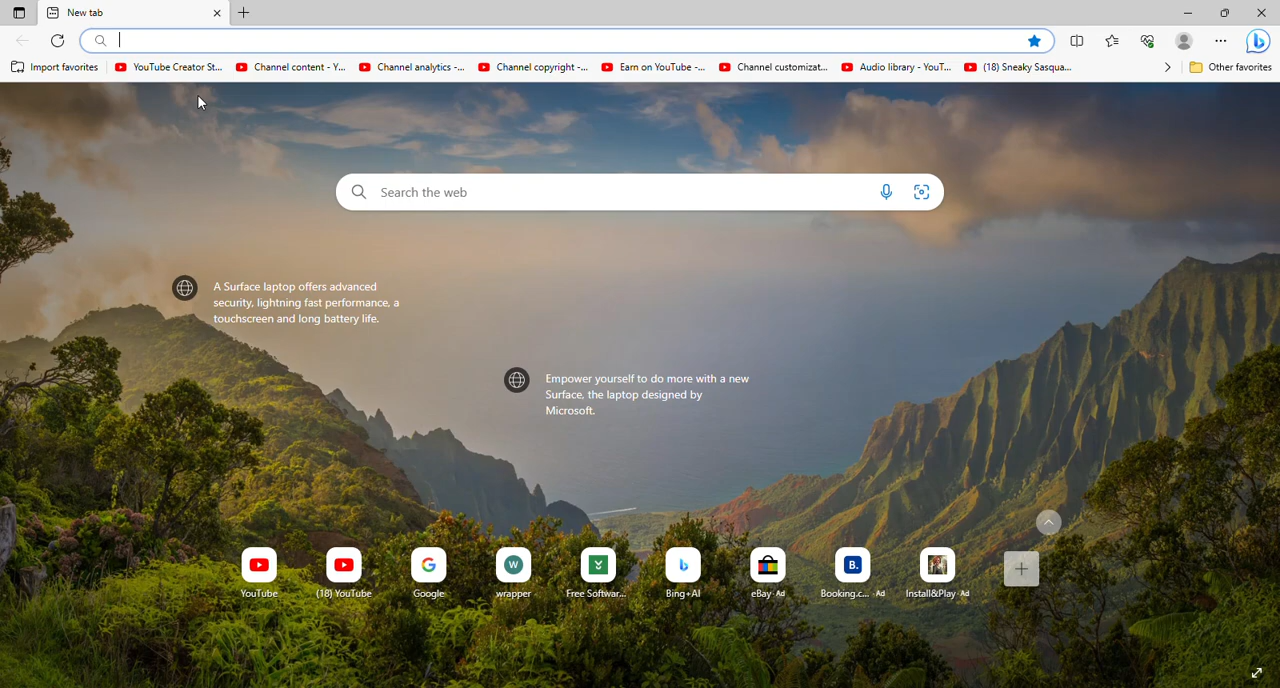 New tab
Import favorites YouTube Creator St... Channel content - Y... Channel analytics -... Channel copyright -... Earn on YouTube -... Channel customizat... Audio library - YouT... (18) Sneaky Sasqua... Other favorites
Search the web
A Surface laptop offers advanced
security, lightning fast performance, a
touchscreen and long battery life.
Empower yourself to do more with a new
Surface, the laptop designed by
Microsoft.
YouTube (18) YouTube Google wrapper Free Softwar... Bing+AI eBay · Ad Booking.c... · Ad Install&Play · Ad